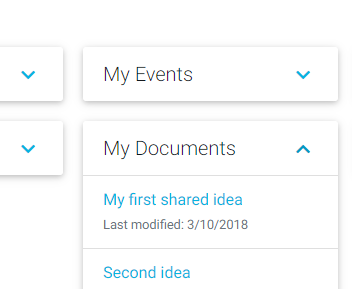 My Events
My Documents
My first shared idea
Last modified: 3/10/2018
Second idea